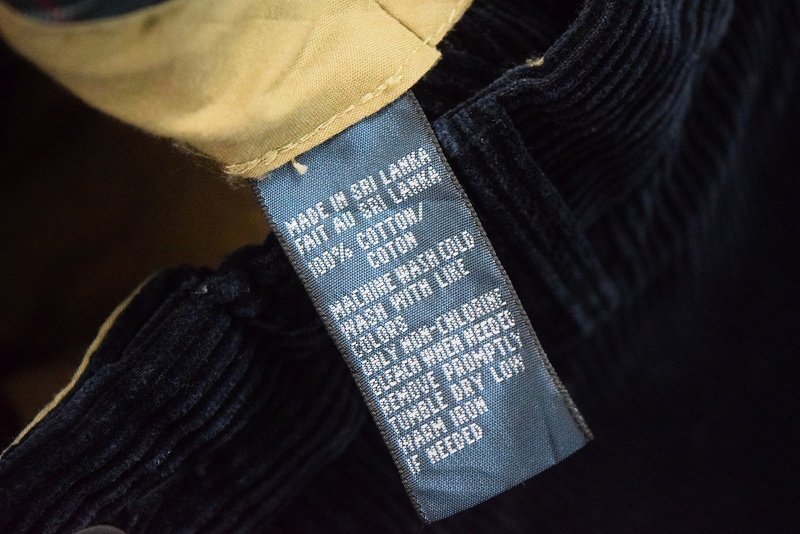 MADE IN SRI LANKA
FAIT AU SRI LANKA
100% COTTON/
COTON
MACHINE WASH COLD
WASH WITH LIKE
COLORS
ONLY NON-CHLORINE
BLEACH WHEN NEEDED
REMOVE PROMPTLY
TUMBLE DRY LOW
WARM IRON
IF NEEDED